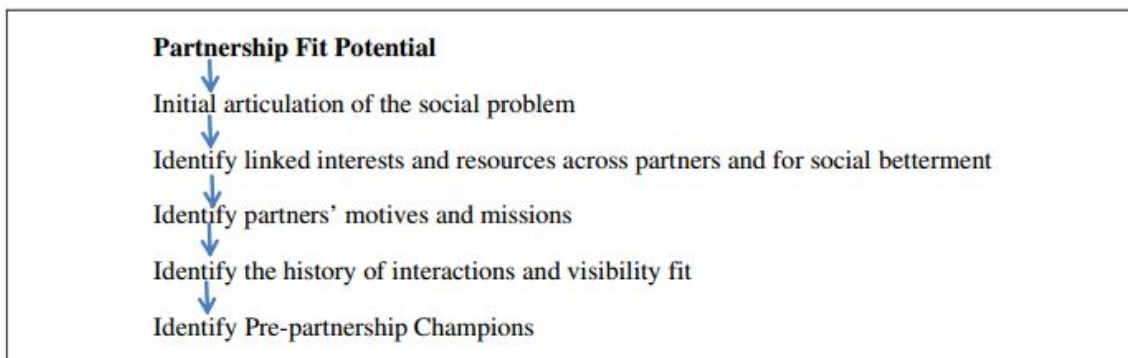 Partnership Fit Potential
Initial articulation of the social problem
Identify linked interests and resources across partners and for social betterment
Identify partners’ motives and missions
Identify the history of interactions and visibility fit
Identify Pre-partnership Champions